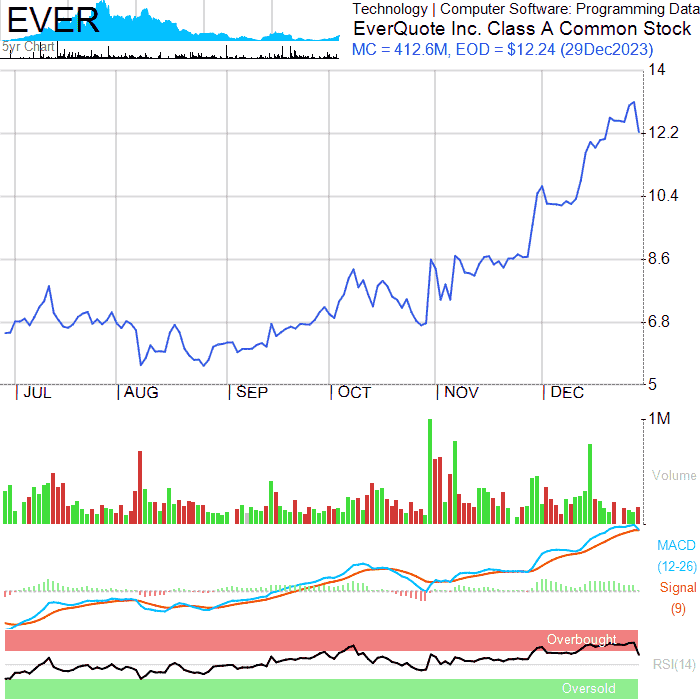 EVER
5yr Chart
Technology | Computer Software: Programming Data
EverQuote Inc. Class A Common Stock
MC = 412.6M, EOD = $12.24 (29Dec2023)
14
12.2
10.4
8.6
6.8
5
JUL AUG SEP OCT NOV DEC
1M
Volume
MACD
(12-26)
Signal
(9)
Overbought
RSI(14)
Oversold